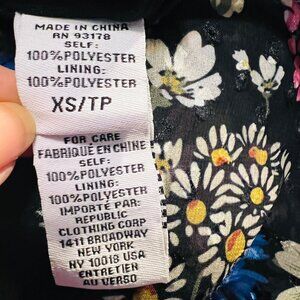 MADE IN CHINA
RN 93178
SELF:
100%POLYESTER
LINING:
100%POLYESTER
XS/TP
FOR CARE
FABRIQUÉ EN CHINE
SELF:
100%POLYESTER
LINING:
100%POLYESTER
IMPORTÉ PAR:
REPUBLIC
CLOTHING CORP
1411 BROADWAY
NEW YORK
NY 10018 USA
ENTRETIEN
AU VERSO